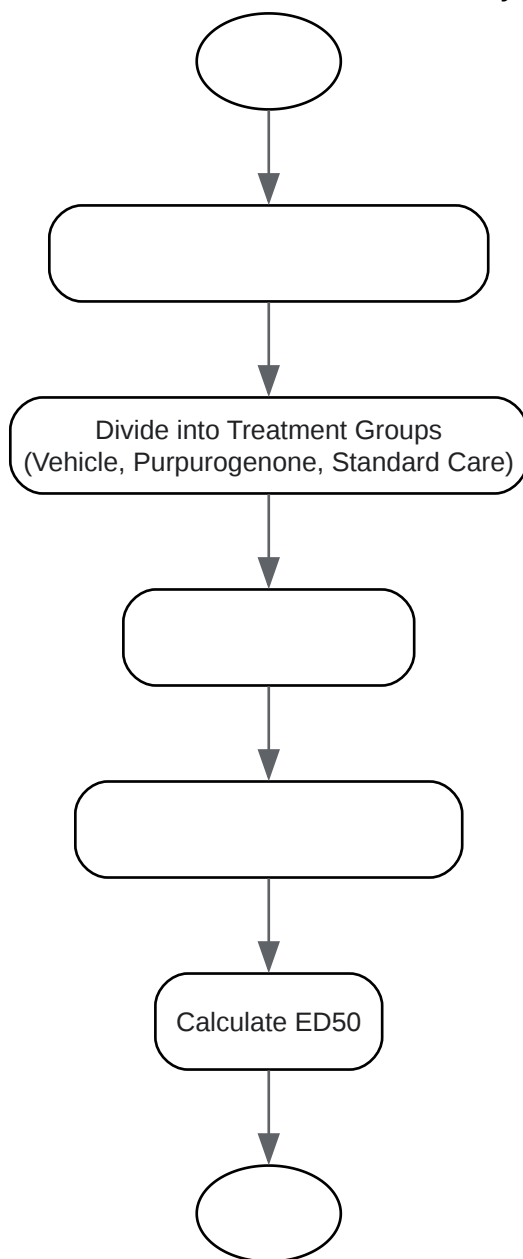 Divide into Treatment Groups
(Vehicle, Purpurogenone, Standard Care)
Calculate ED50